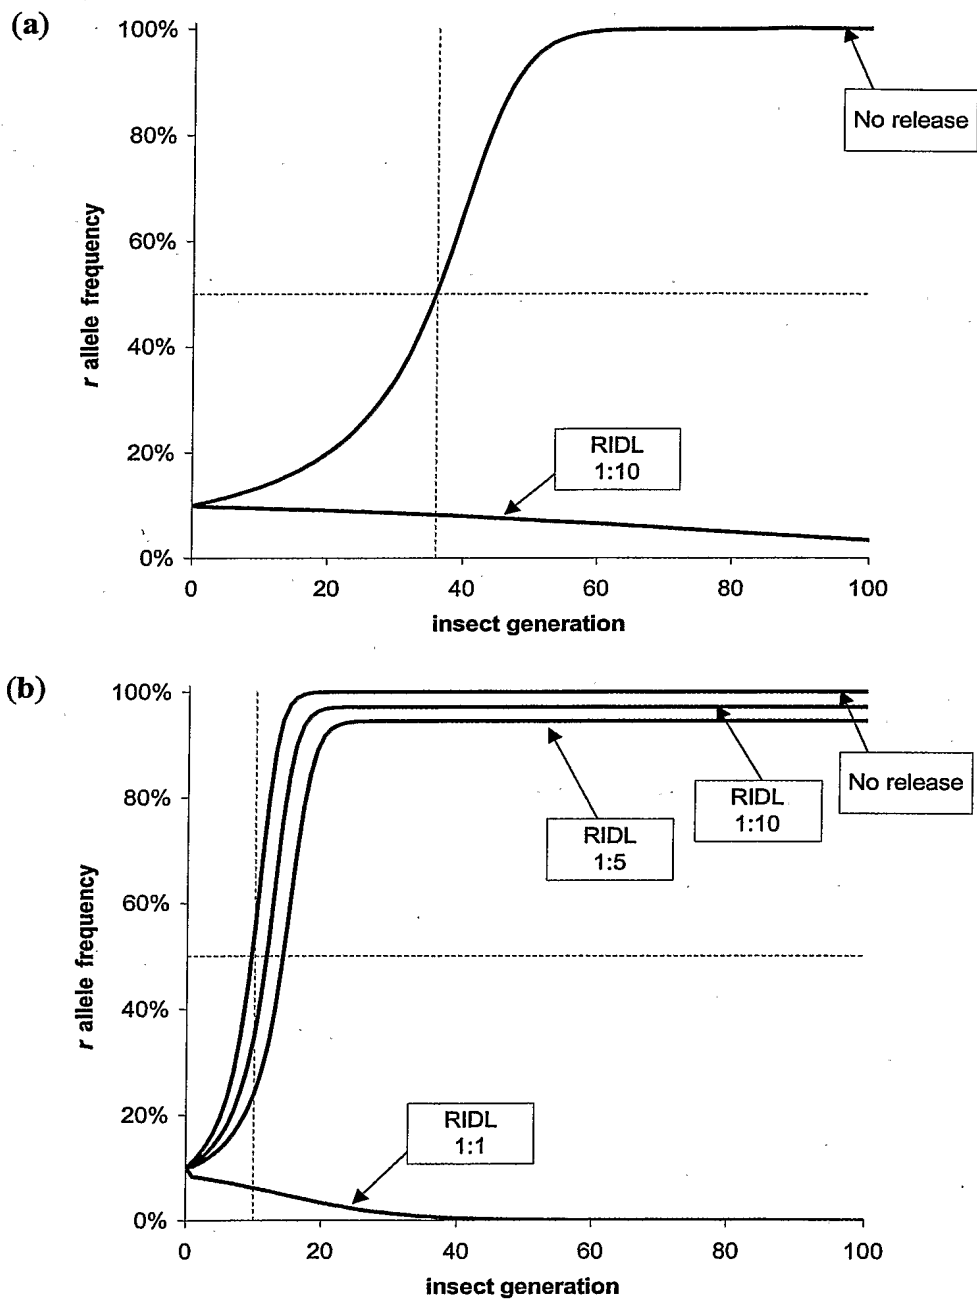 (a)
100%
80%
60%
40%
20%
0%
r allele frequency
No release
RIDL
1:10
0
20
40
60
80
100
insect generation
(b)
100%
80%
60%
40%
20%
0%
r allele frequency
No release
RIDL
1:10
RIDL
1:5
RIDL
1:1
0
20
40
60
80
100
insect generation